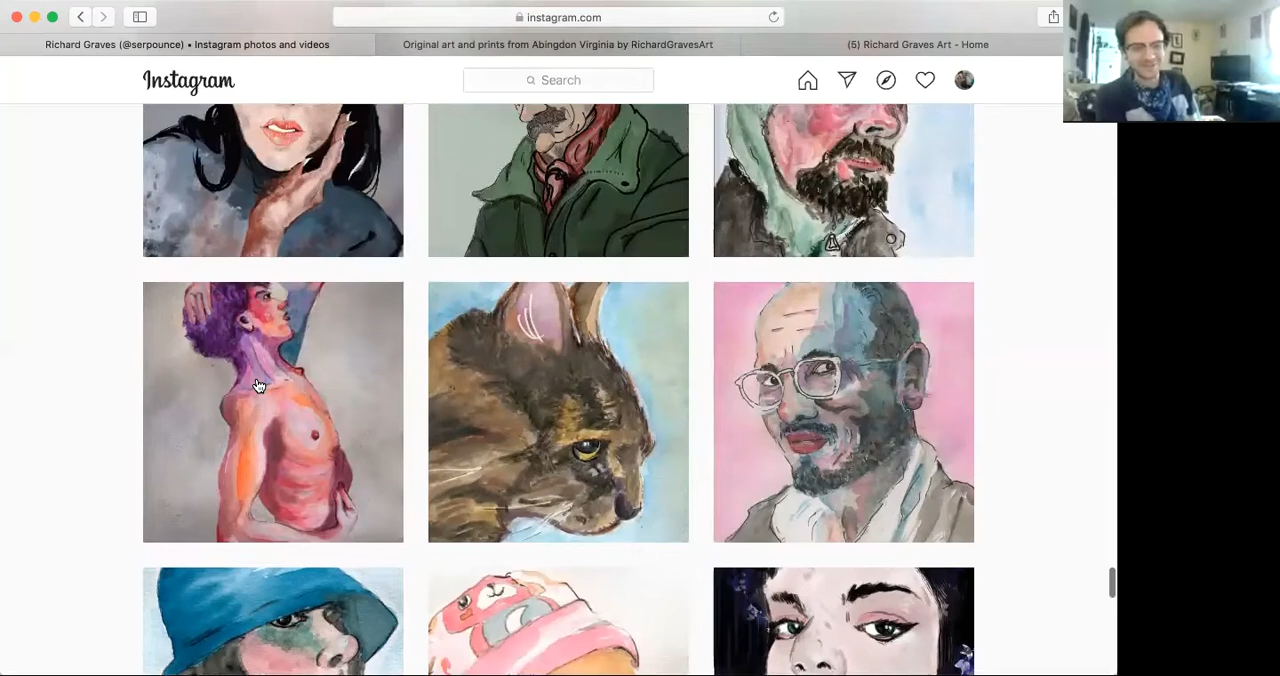 instagram.com
Richard Graves (@serpounce) • Instagram photos and videos
Original art and prints from Abingdon Virginia by RichardGravesArt
(5) Richard Graves Art - Home
Instagram
Search